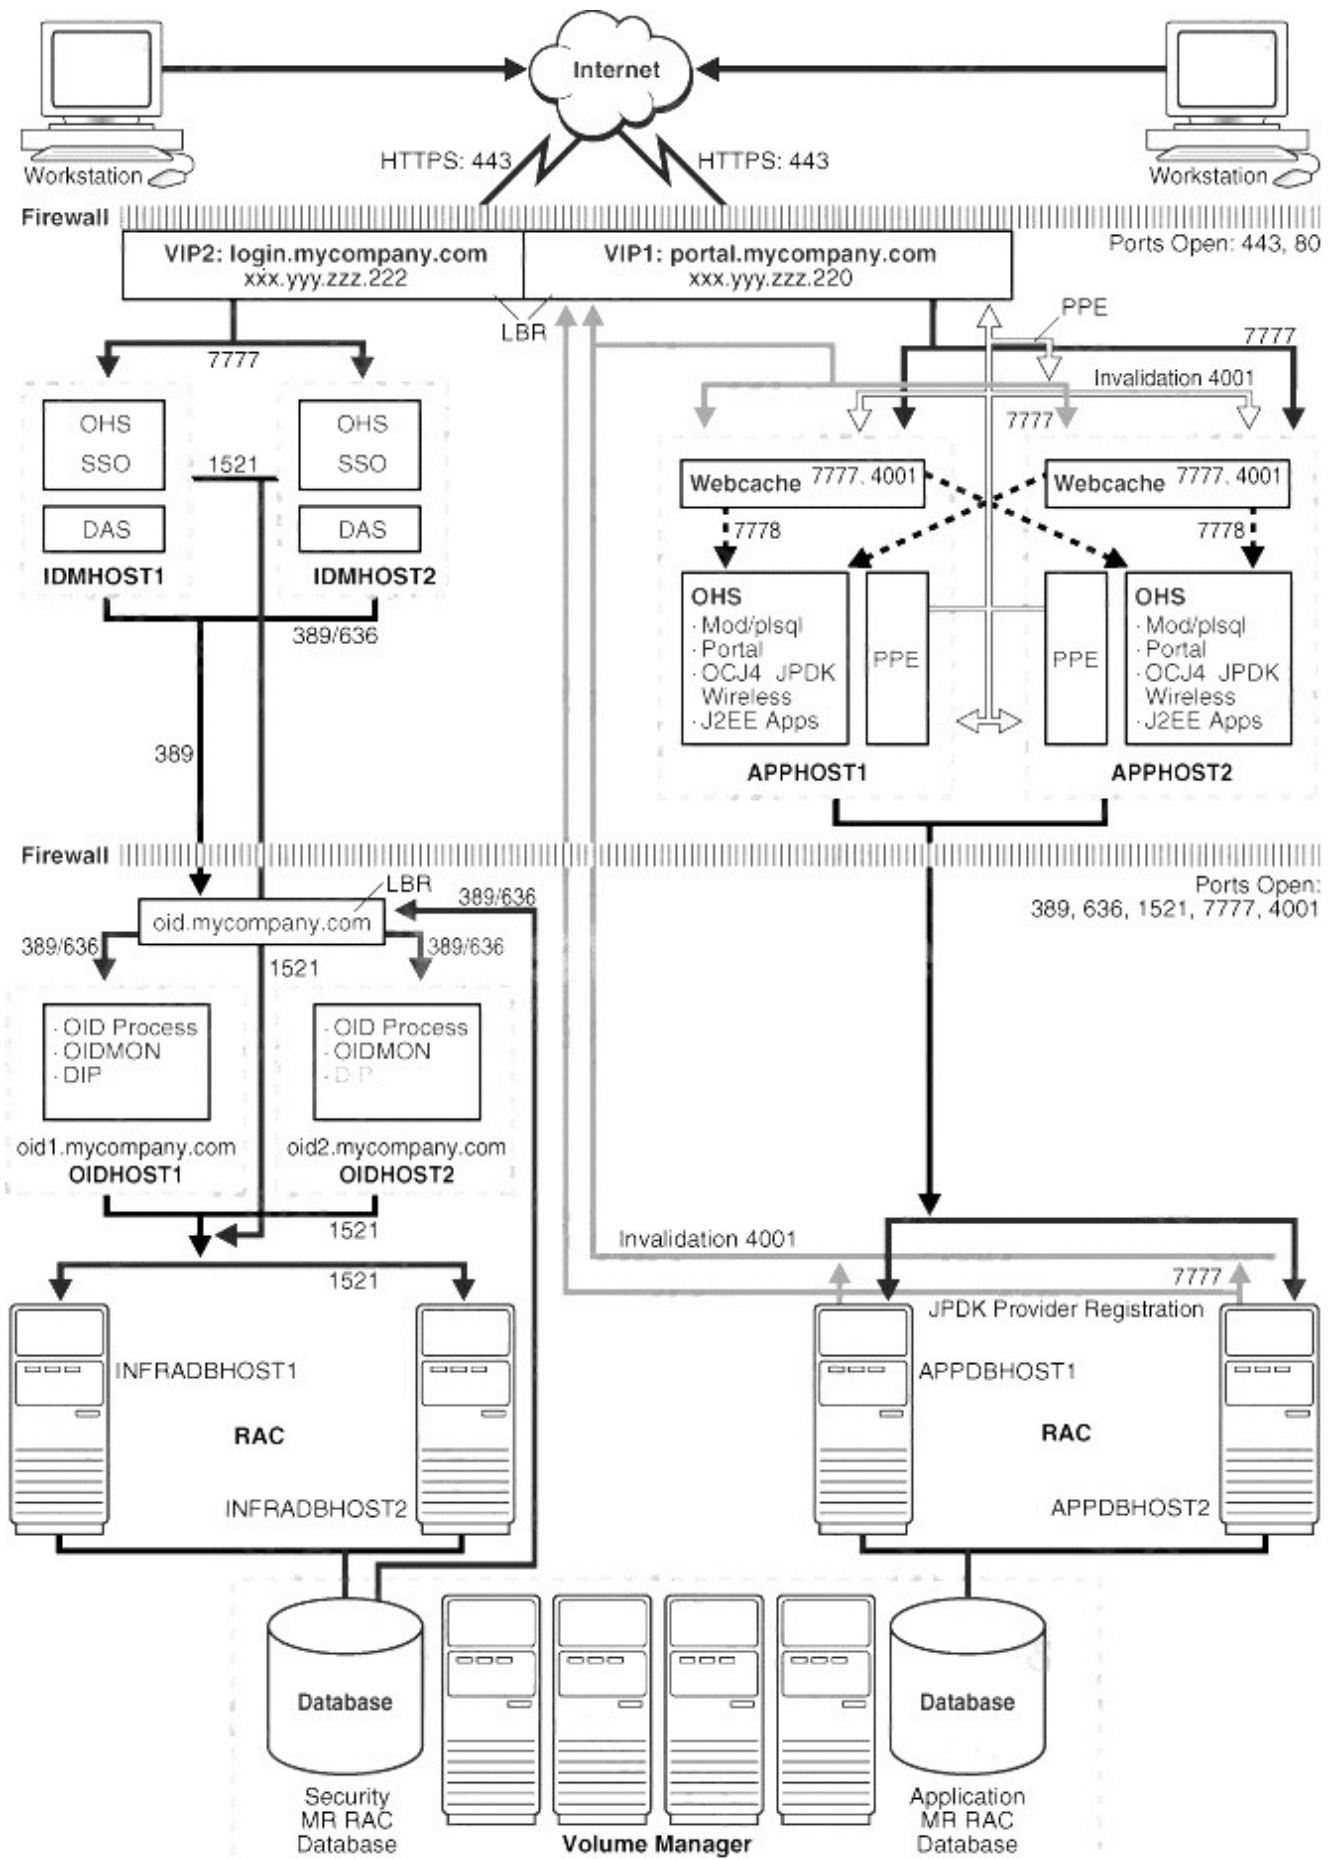 Internet
HTTPS: 443
HTTPS: 443
Workstation
Workstation
Firewall
Ports Open: 443, 80
VIP2: login.mycompany.com
xxx.yyy.zzz.222
VIP1: portal.mycompany.com
xxx.yyy.zzz.220
LBR
PPE
7777
7777
Invalidation 4001
7777
OHS
SSO
DAS
IDMHOST1
1521
OHS
SSO
DAS
IDMHOST2
Webcache 7777, 4001
Webcache 7777, 4001
7778
7778
OHS
· Mod/plsql
· Portal
· OCJ4 JPDK
Wireless
· J2EE Apps
PPE
APPHOST1
PPE
OHS
· Mod/plsql
· Portal
· OCJ4 JPDK
Wireless
· J2EE Apps
APPHOST2
389/636
389
Firewall
Ports Open:
389, 636, 1521, 7777, 4001
LBR
oid.mycompany.com
389/636
389/636
389/636
1521
· OID Process
· OIDMON
· DIP
oid1.mycompany.com
OIDHOST1
· OID Process
· OIDMON
· DIP
oid2.mycompany.com
OIDHOST2
1521
1521
Invalidation 4001
7777
JPDK Provider Registration
INFRADBHOST1
RAC
INFRADBHOST2
APPDBHOST1
RAC
APPDBHOST2
Database
Security
MR RAC
Database
Volume Manager
Database
Application
MR RAC
Database